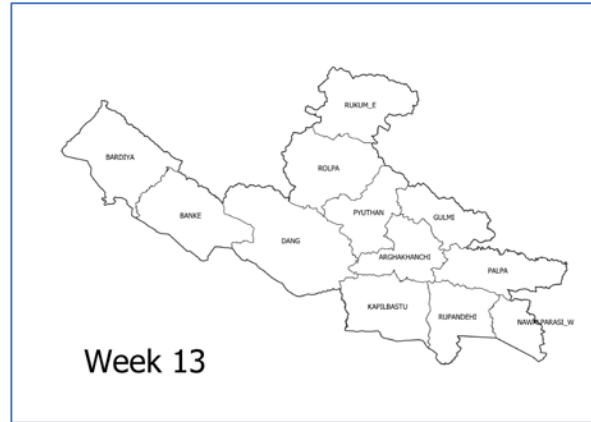 RUKUM_E
BARDIYA
ROLPA
BANKE
PYUTHAN
GULMI
DANG
ARGHAKHANCHI
PALPA
KAPILBASTU
RUPANDEHI
NAWALPARASI_W
Week 13